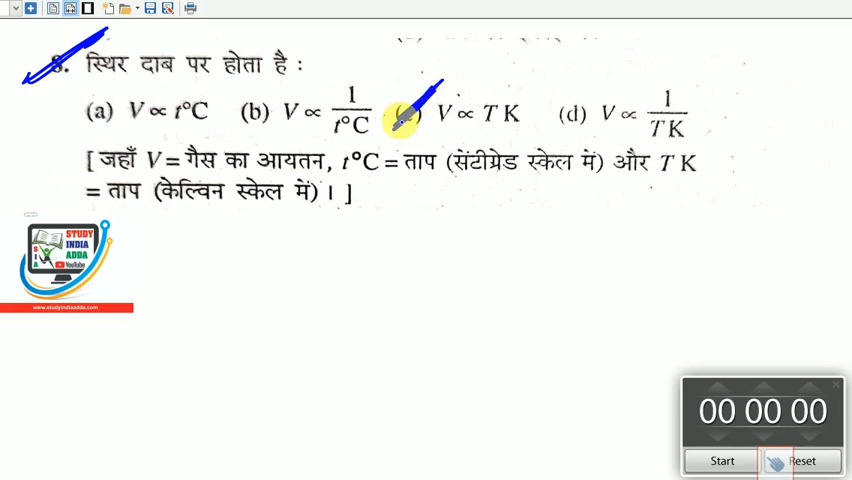 8. स्थिर दाब पर होता है :
(a) V ∝ t°C (b) V ∝ 1/t°C (c) V ∝ T K (d) V ∝ 1/T K
[ जहाँ V = गैस का आयतन, t°C = ताप (सेंटीग्रेड स्केल में) और T K
= ताप (केल्विन स्केल में) । ]
STUDY
INDIA
ADDA
SIA
YouTube
www.studyindiaadda.com
00 00 00
Start Reset